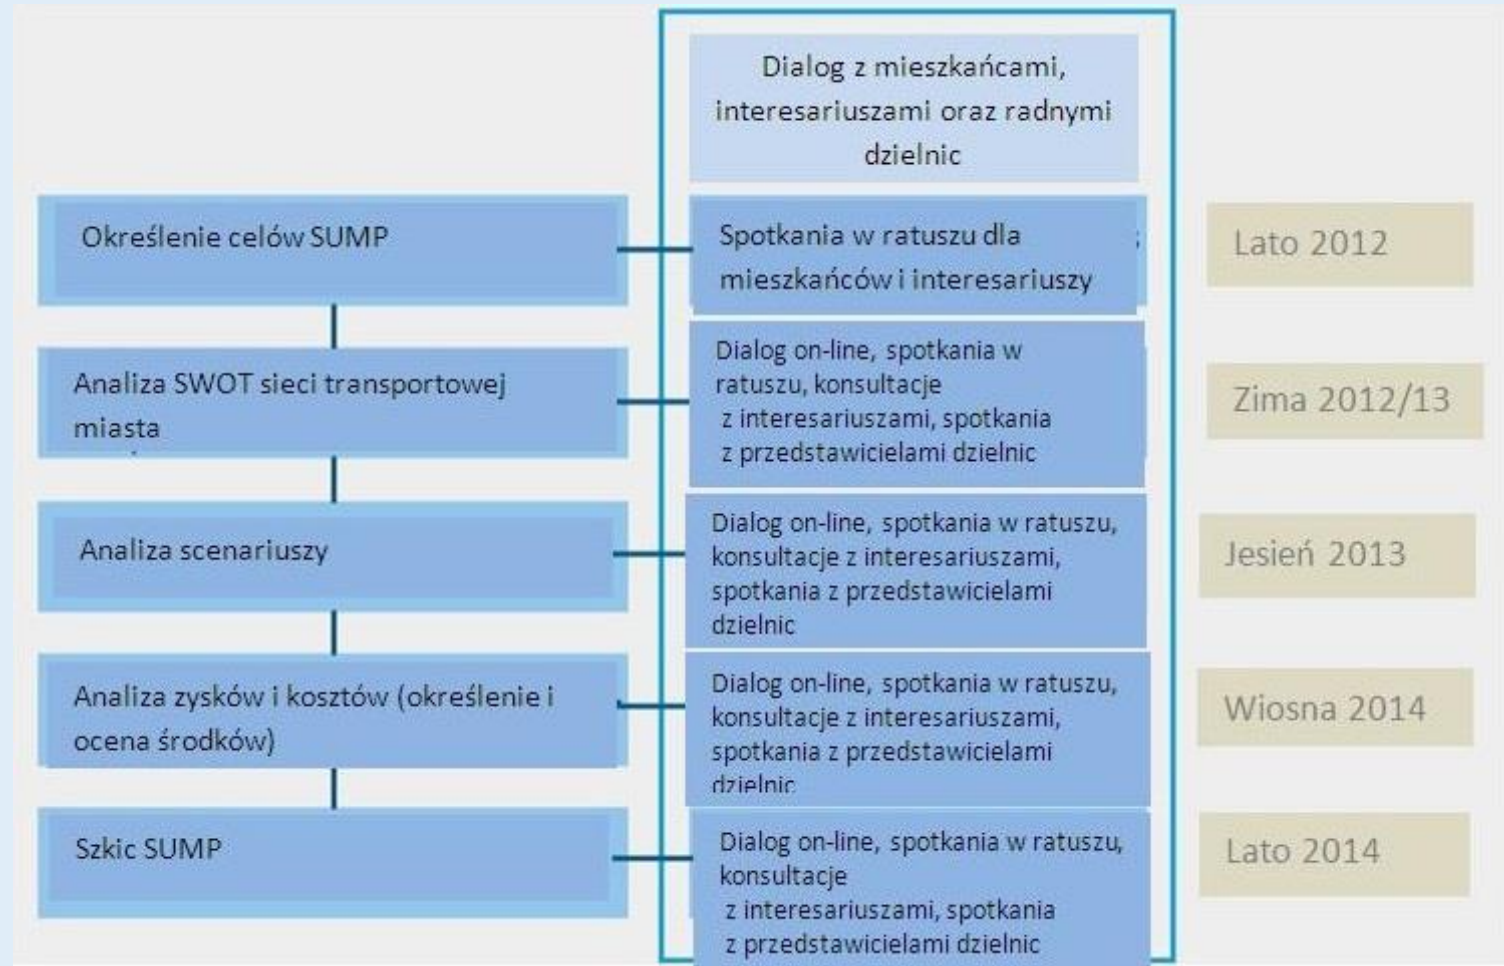 Dialog z mieszkańcami,
interesariuszami oraz radnymi
dzielnic
Określenie celów SUMP
Spotkania w ratuszu dla
mieszkańców i interesariuszy
Lato 2012
Analiza SWOT sieci transportowej
miasta
Dialog on-line, spotkania w
ratuszu, konsultacje
z interesariuszami, spotkania
z przedstawicielami dzielnic
Zima 2012/13
Analiza scenariuszy
Dialog on-line, spotkania w ratuszu,
konsultacje z interesariuszami,
spotkania z przedstawicielami
dzielnic
Jesień 2013
Analiza zysków i kosztów (określenie i
ocena środków)
Dialog on-line, spotkania w ratuszu,
konsultacje z interesariuszami,
spotkania z przedstawicielami
dzielnic
Wiosna 2014
Szkic SUMP
Dialog on-line, spotkania w ratuszu,
konsultacje
z interesariuszami, spotkania
z przedstawicielami dzielnic
Lato 2014